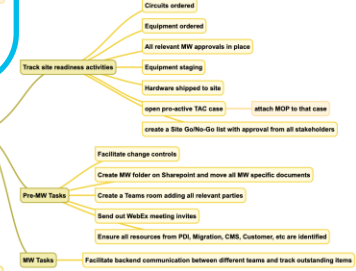 Circuits ordered
Equipment ordered
All relevant MW approvals in place
Track site readiness activities
Equipment staging
Hardware shipped to site
open pro-active TAC case
attach MOP to that case
create a Site Go/No-Go list with approval from all stakeholders
Facilitate change controls
Create MW folder on Sharepoint and move all MW specific documents
Pre-MW Tasks
Create a Teams room adding all relevant parties
Send out WebEx meeting invites
Ensure all resources from PDI, Migration, CMS, Customer, etc are identified
MW Tasks
Facilitate backend communication between different teams and track outstanding items